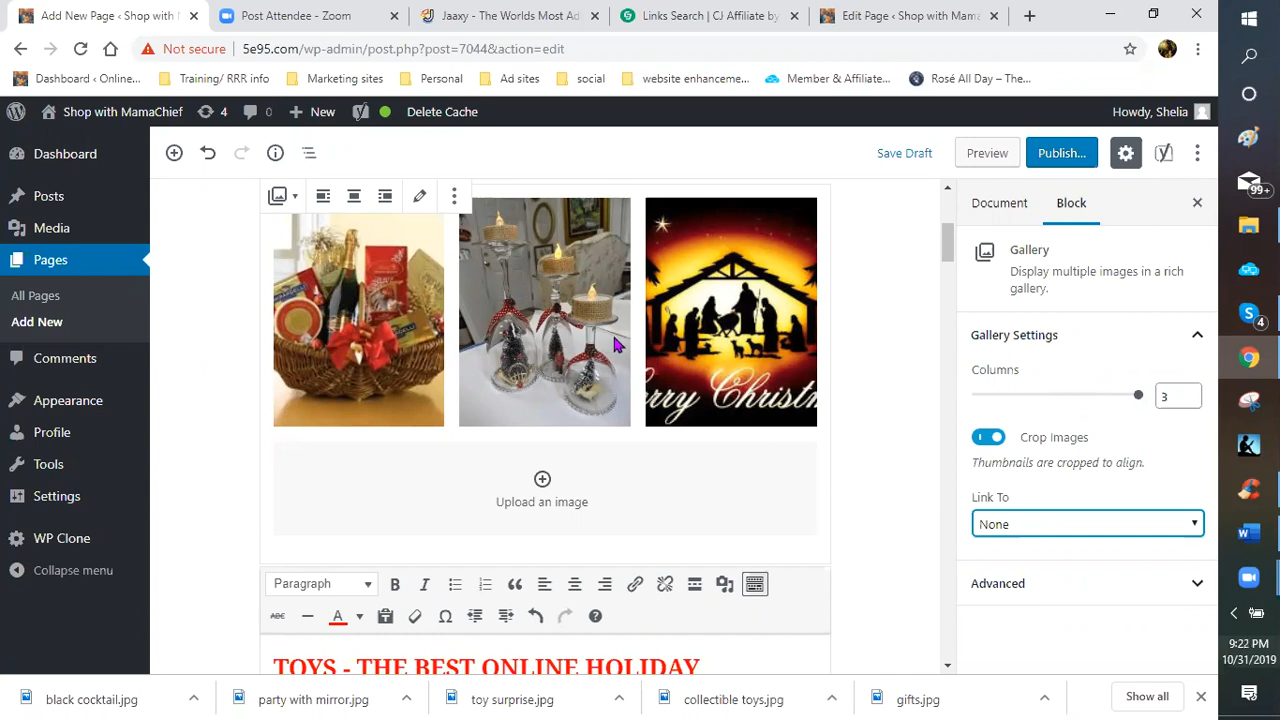 Add New Page ‹ Shop with Mam
Post Attendee - Zoom
Jaaxy - The Worlds Most Ad
Links Search | CJ Affiliate by
Edit Page ‹ Shop with Mama
Not secure
5e95.com/wp-admin/post.php?post=7044&action=edit
Dashboard ‹ Online...
Training/ RRR info
Marketing sites
Personal
Ad sites
social
website enhanceme...
Member & Affiliate...
Rosé All Day – The...
Shop with MamaChief
4
0
New
Delete Cache
Howdy, Shelia
Dashboard
Posts
Media
Pages
All Pages
Add New
Comments
Appearance
Profile
Tools
Settings
WP Clone
Collapse menu
Save Draft
Preview
Publish...
Document
Block
Gallery
Display multiple images in a rich
gallery.
Gallery Settings
Columns
3
Crop Images
Thumbnails are cropped to align.
Link To
None
Advanced
erry Christm
Upload an image
Paragraph
B
I
ABC
A
TOYS - THE BEST ONLINE HOLIDAY
black cocktail.jpg
party with mirror.jpg
toy surprise.jpg
collectible toys.jpg
gifts.jpg
Show all
99+
4
9:22 PM
10/31/2019